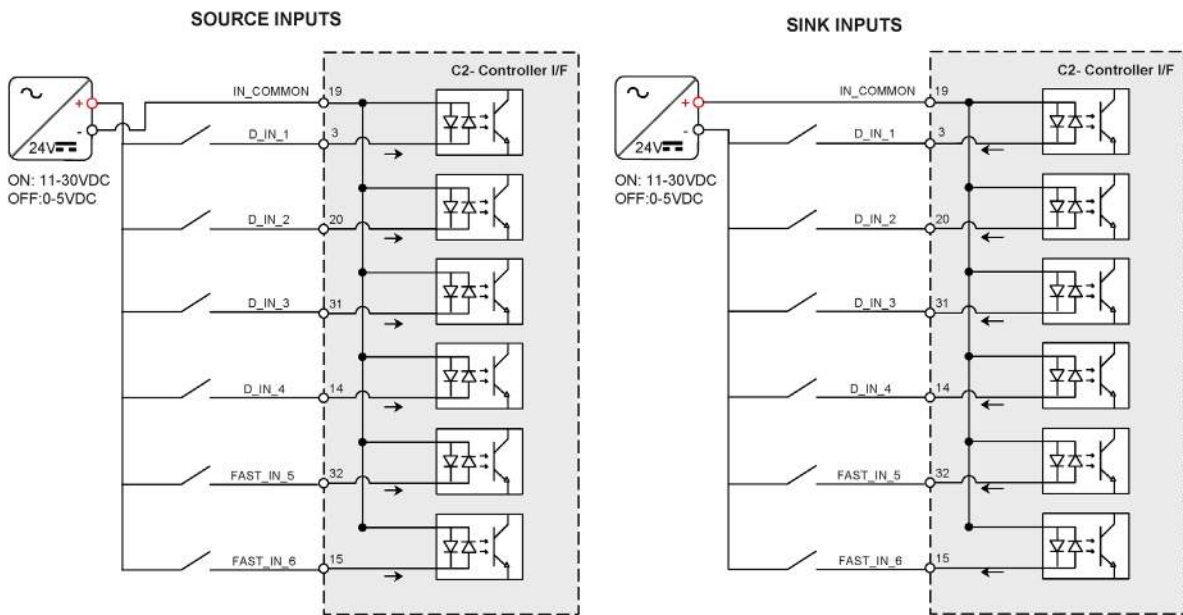 SOURCE INPUTS
C2- Controller I/F
+
-
24V
ON: 11-30VDC
OFF:0-5VDC
IN_COMMON 19
D_IN_1 3
D_IN_2 20
D_IN_3 31
D_IN_4 14
FAST_IN_5 32
FAST_IN_6 15
SINK INPUTS
C2- Controller I/F
+
-
24V
ON: 11-30VDC
OFF:0-5VDC
IN_COMMON 19
D_IN_1 3
D_IN_2 20
D_IN_3 31
D_IN_4 14
FAST_IN_5 32
FAST_IN_6 15